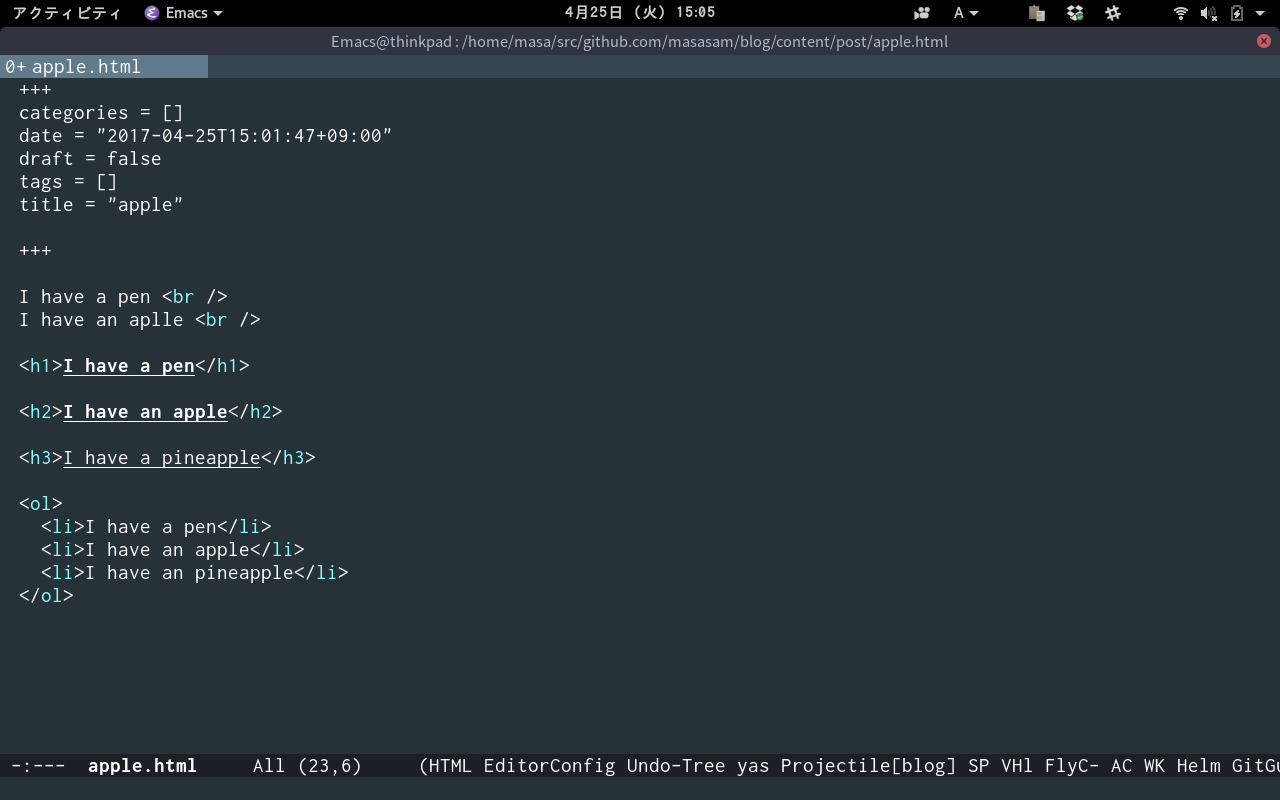 アクティビティ Emacs 4月25日 (火) 15:05 A
Emacs@thinkpad : /home/masa/src/github.com/masasam/blog/content/post/apple.html
0+ apple.html
+++
categories = []
date = "2017-04-25T15:01:47+09:00"
draft = false
tags = []
title = "apple"
+++
I have a pen <br />
I have an aplle <br />
<h1>I have a pen</h1>
<h2>I have an apple</h2>
<h3>I have a pineapple</h3>
<ol>
<li>I have a pen</li>
<li>I have an apple</li>
<li>I have an pineapple</li>
</ol>
-:--- apple.html All (23,6) (HTML EditorConfig Undo-Tree yas Projectile[blog] SP VHl FlyC- AC WK Helm GitGu